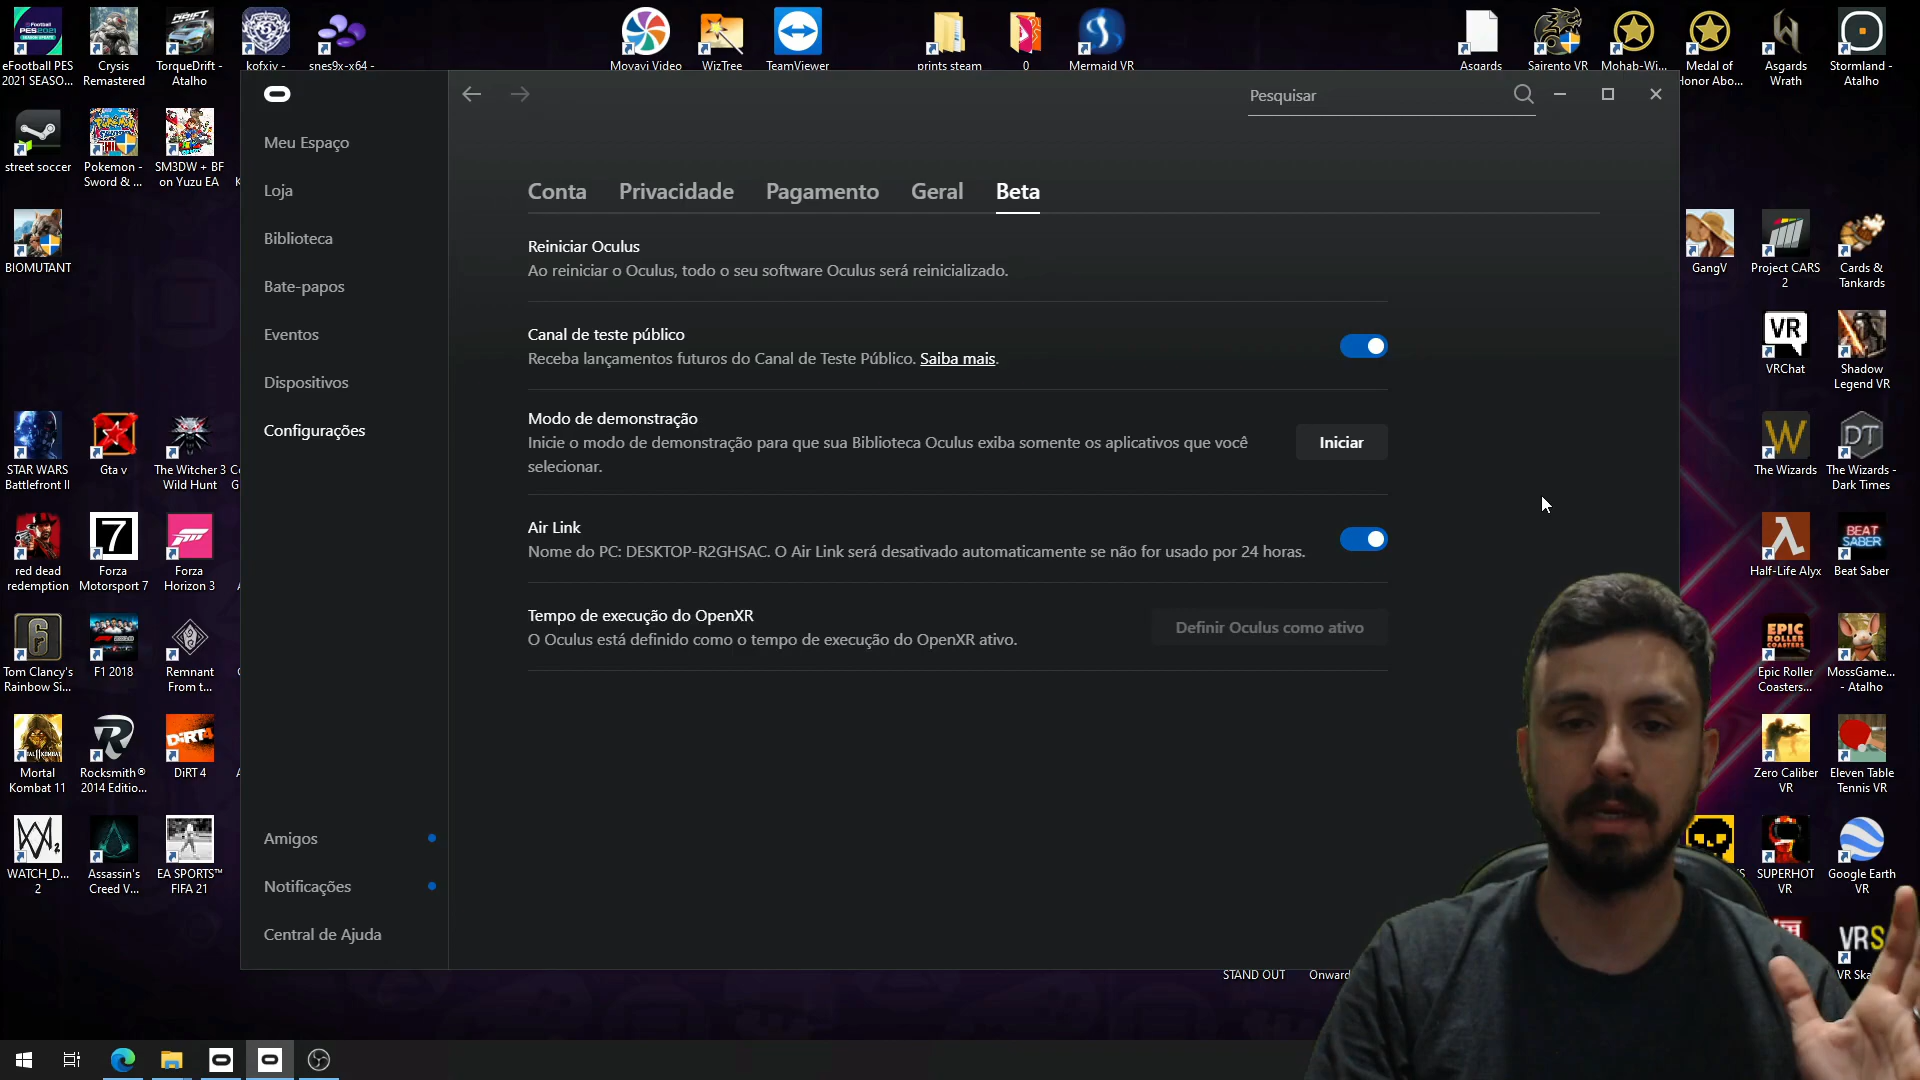 eFootball PES
2021 SEASO...
Crysis
Remastered
TorqueDrift -
Atalho
kofxiv -
snes9x-x64 -
Movavi Video
WizTree
TeamViewer
prints steam
0
Mermaid VR
Asgards
Sairento VR
Mohab-Wi...
Medal of
Honor Abo...
Asgards
Wrath
Stormland -
Atalho
street soccer
Pokemon -
Sword & ...
SM3DW + BF
on Yuzu EA
BIOMUTANT
STAR WARS
Battlefront II
Gta v
The Witcher 3
Wild Hunt
red dead
redemption
Forza
Motorsport 7
Forza
Horizon 3
Tom Clancy's
Rainbow Si...
F1 2018
Remnant
From t...
Mortal
Kombat 11
Rocksmith®
2014 Editio...
DiRT 4
WATCH_D...
2
Assassin's
Creed V...
EA SPORTS™
FIFA 21
Pesquisar
Meu Espaço
Loja
Biblioteca
Bate-papos
Eventos
Dispositivos
Configurações
Amigos
Notificações
Central de Ajuda
Conta
Privacidade
Pagamento
Geral
Beta
Reiniciar Oculus
Ao reiniciar o Oculus, todo o seu software Oculus será reinicializado.
Canal de teste público
Receba lançamentos futuros do Canal de Teste Público. Saiba mais.
Modo de demonstração
Inicie o modo de demonstração para que sua Biblioteca Oculus exiba somente os aplicativos que você
selecionar.
Iniciar
Air Link
Nome do PC: DESKTOP-R2GHSAC. O Air Link será desativado automaticamente se não for usado por 24 horas.
Tempo de execução do OpenXR
O Oculus está definido como o tempo de execução do OpenXR ativo.
Definir Oculus como ativo
GangV
Project CARS
2
Cards &
Tankards
VR
VRChat
Shadow
Legend VR
The Wizards
DT
The Wizards -
Dark Times
Half-Life Alyx
BEAT
SABER
Beat Saber
EPIC
ROLLER
COASTERS
Epic Roller
Coasters...
MossGame...
- Atalho
Zero Caliber
VR
Eleven Table
Tennis VR
SUPERHOT
VR
Google Earth
VR
STAND OUT
Onward
VRS
VR Ska